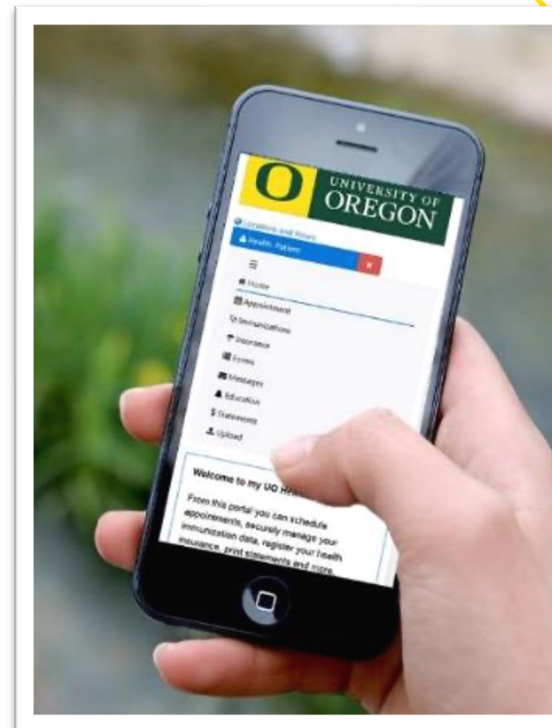 O
UNIVERSITY OF
OREGON
Locations and Hours
Health Patient
Home
Appointment
Immunizations
Insurance
Forms
Messages
Education
$ Statements
Upload
Welcome to my UO
From this portal you can schedule
appointments, securely manage your
immunization data, register your health
insurance, print statements and more.